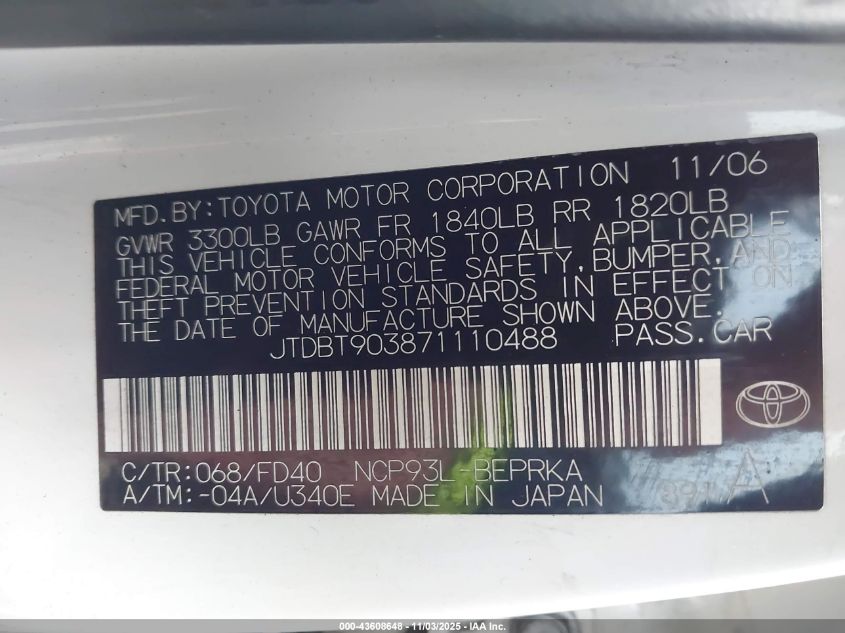 MFD. BY: TOYOTA MOTOR CORPORATION 11/06
GVWR 3300LB GAWR FR 1840LB RR 1820LB
THIS VEHICLE CONFORMS TO ALL APPLICABLE
FEDERAL MOTOR VEHICLE SAFETY, BUMPER, AND
THEFT PREVENTION STANDARDS IN EFFECT ON
THE DATE OF MANUFACTURE SHOWN ABOVE.
JTDBT903871110488 PASS. CAR
C/TR: 068/FD40 NCP93L-BEPRKA
A/TM: -04A/U340E MADE IN JAPAN 391 A
000-43608648 - 11/03/2025 - IAA Inc.